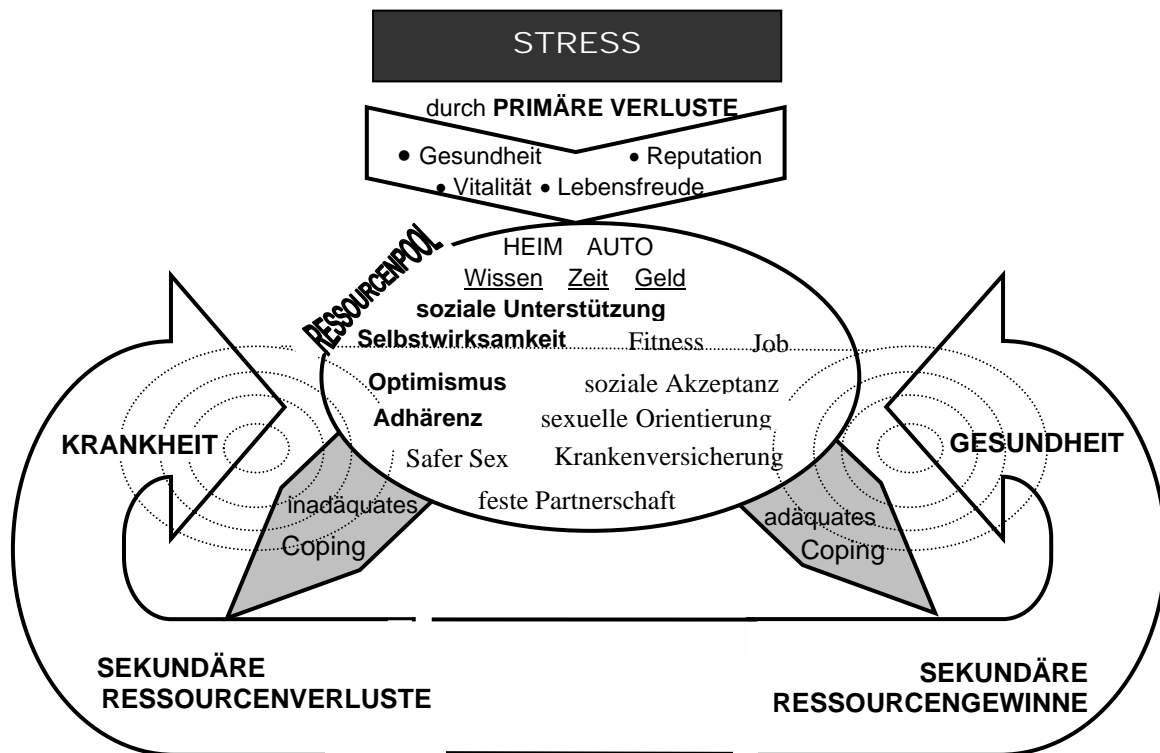 STRESS
durch PRIMÄRE VERLUSTE
• Gesundheit • Reputation
• Vitalität • Lebensfreude
RESSOURCENPOOL
HEIM AUTO
Wissen Zeit Geld
soziale Unterstützung
Selbstwirksamkeit Fitness Job
Optimismus soziale Akzeptanz
Adhärenz sexuelle Orientierung
KRANKHEIT
GESUNDHEIT
Safer Sex Krankenversicherung
feste Partnerschaft
inadäquates
Coping
adäquates
Coping
SEKUNDÄRE
RESSOURCENVERLUSTE
SEKUNDÄRE
RESSOURCENGEWINNE